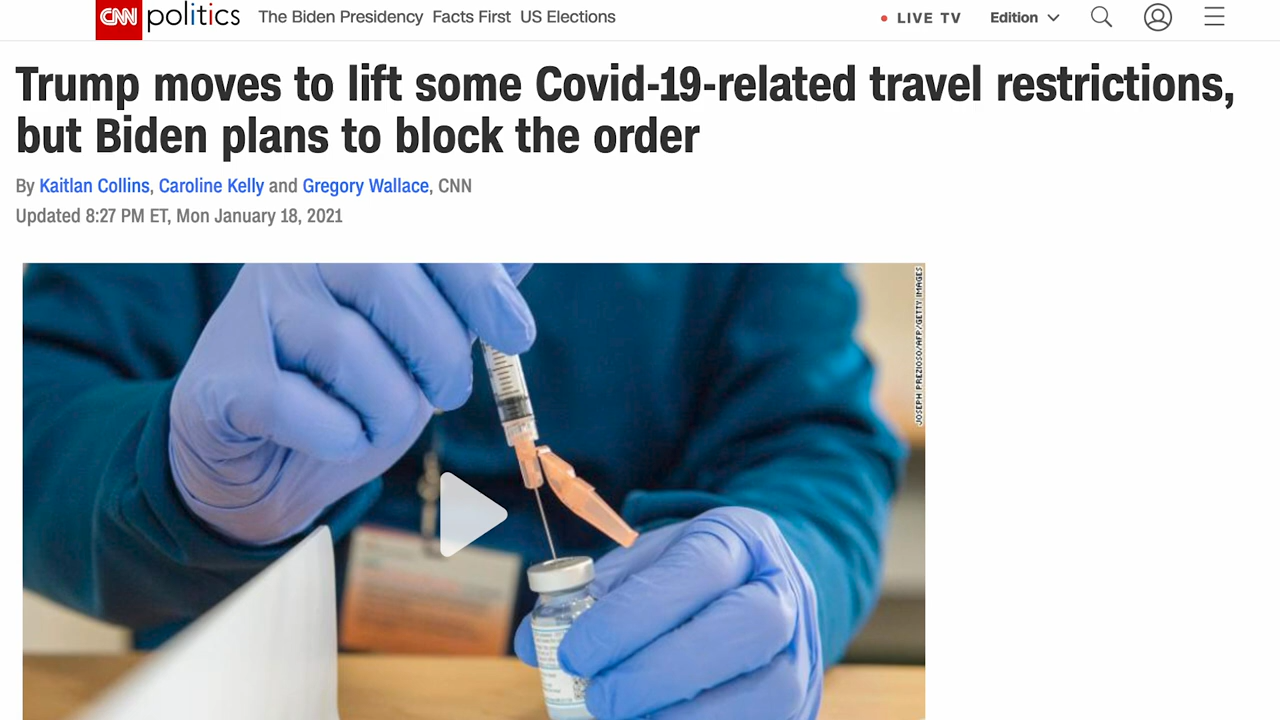 CNN politics The Biden Presidency Facts First US Elections LIVE TV Edition
Trump moves to lift some Covid-19-related travel restrictions,
but Biden plans to block the order
By Kaitlan Collins, Caroline Kelly and Gregory Wallace, CNN
Updated 8:27 PM ET, Mon January 18, 2021
JOSEPH PREZIOSO/AFP/GETTY IMAGES